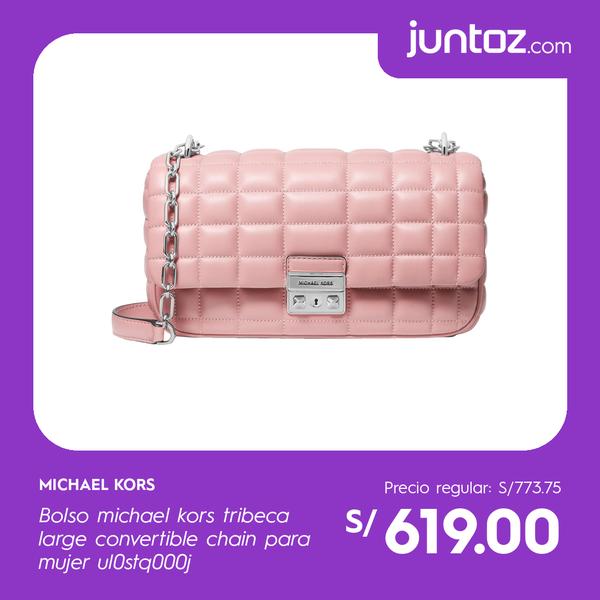 juntoz.com
MICHAEL KORS
MICHAEL KORS
Bolso michael kors tribeca
large convertible chain para
mujer ul0stq000j
Precio regular: S/773.75
S/619.00